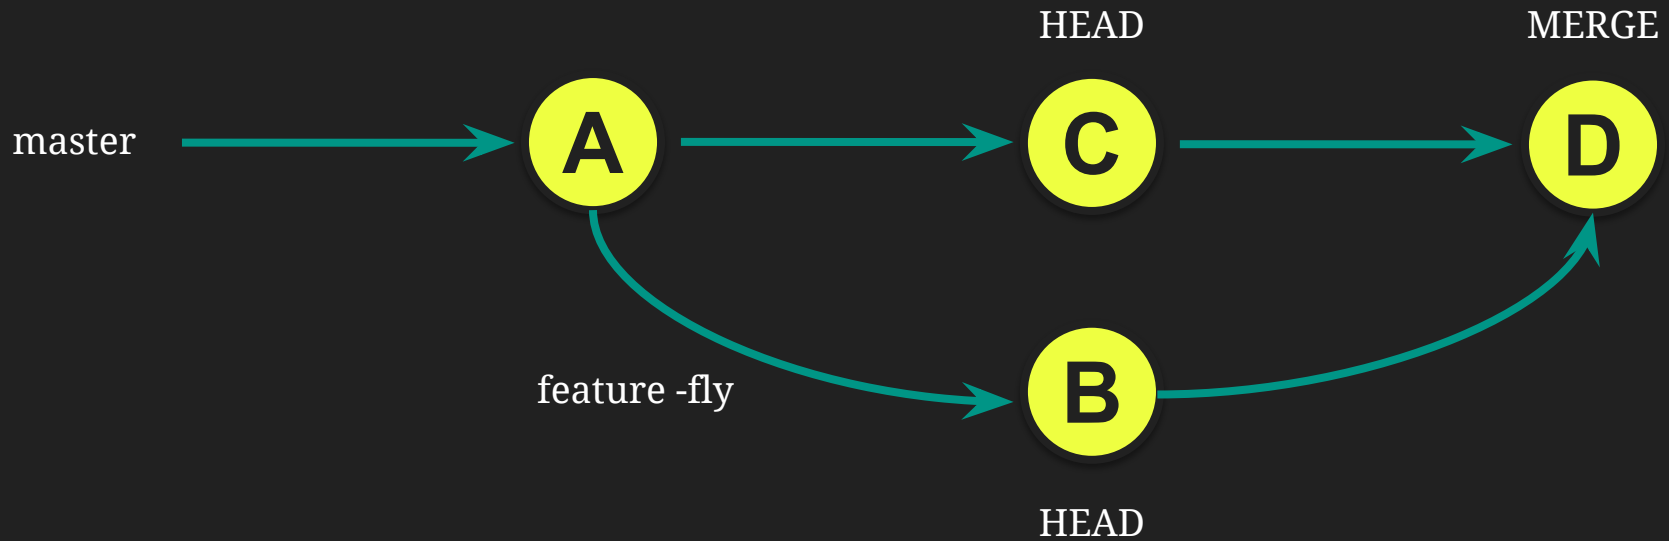 HEAD
MERGE
master
A
C
D
feature -fly
B
HEAD